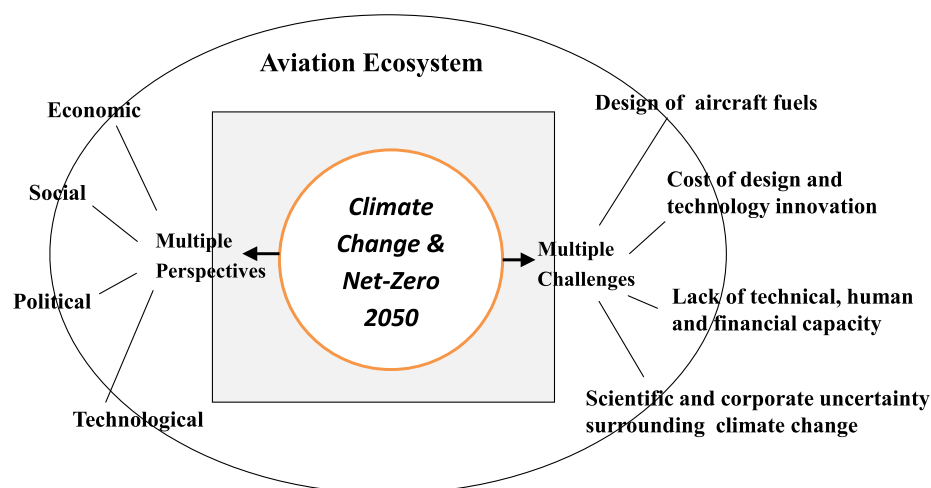 Aviation Ecosystem
Economic
Social
Political
Technological
Multiple
Perspectives
Climate
Change &
Net-Zero
2050
Multiple
Challenges
Design of aircraft fuels
Cost of design and
technology innovation
Lack of technical, human
and financial capacity
Scientific and corporate uncertainty
surrounding climate change